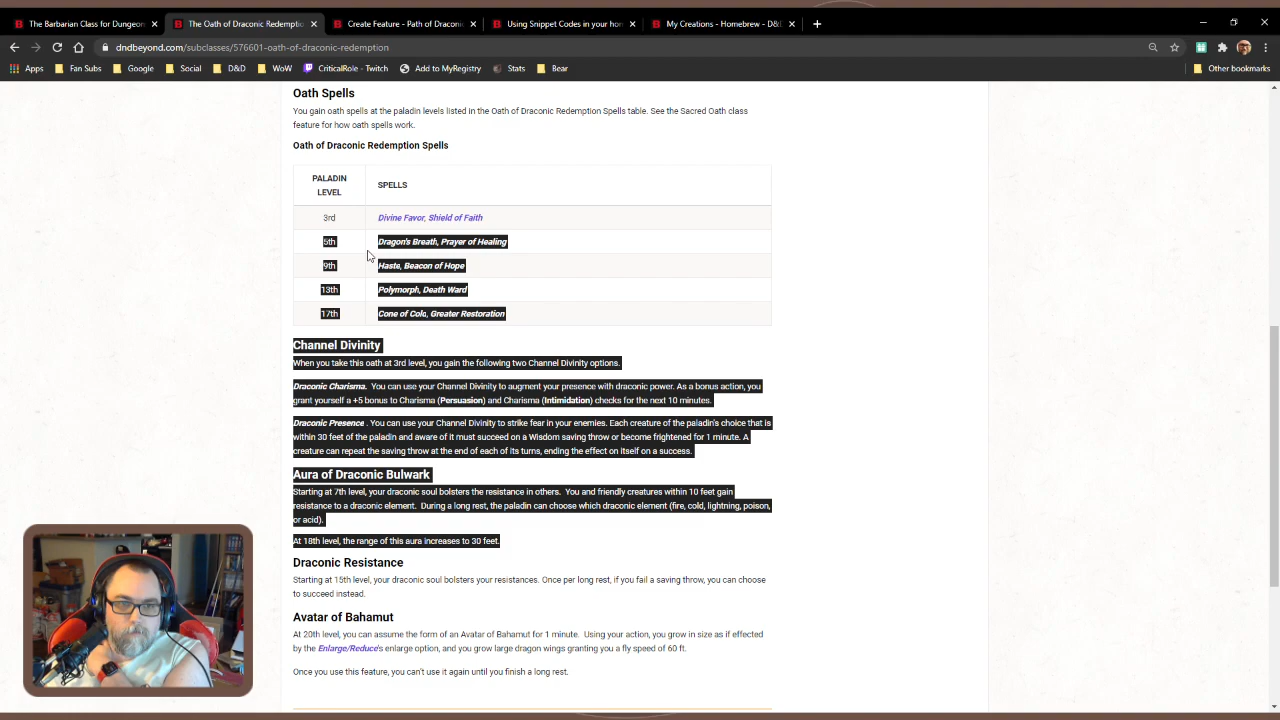 The Barbarian Class for Dungeon
The Oath of Draconic Redemptio
Create Feature - Path of Draconic
Using Snippet Codes in your hom
My Creations - Homebrew - D&D
dndbeyond.com/subclasses/576601-oath-of-draconic-redemption
Apps
Fan Subs
Google
Social
D&D
WoW
CriticalRole - Twitch
Add to MyRegistry
Stats
Bear
Other bookmarks
Oath Spells
You gain oath spells at the paladin levels listed in the Oath of Draconic Redemption Spells table. See the Sacred Oath class
feature for how oath spells work.
Oath of Draconic Redemption Spells
PALADIN
LEVEL
SPELLS
3rd
Divine Favor, Shield of Faith
5th
Dragon's Breath, Prayer of Healing
9th
Haste, Beacon of Hope
13th
Polymorph, Death Ward
17th
Cone of Cold, Greater Restoration
Channel Divinity
When you take this oath at 3rd level, you gain the following two Channel Divinity options.
Draconic Charisma. You can use your Channel Divinity to augment your presence with draconic power. As a bonus action, you
grant yourself a +5 bonus to Charisma (Persuasion) and Charisma (Intimidation) checks for the next 10 minutes.
Draconic Presence . You can use your Channel Divinity to strike fear in your enemies. Each creature of the paladin's choice that is
within 30 feet of the paladin and aware of it must succeed on a Wisdom saving throw or become frightened for 1 minute. A
creature can repeat the saving throw at the end of each of its turns, ending the effect on itself on a success.
Aura of Draconic Bulwark
Starting at 7th level, your draconic soul bolsters the resistance in others. You and friendly creatures within 10 feet gain
resistance to a draconic element. During a long rest, the paladin can choose which draconic element (fire, cold, lightning, poison,
or acid).
At 18th level, the range of this aura increases to 30 feet.
Draconic Resistance
Starting at 15th level, your draconic soul bolsters your resistances. Once per long rest, if you fail a saving throw, you can choose
to succeed instead.
Avatar of Bahamut
At 20th level, you can assume the form of an Avatar of Bahamut for 1 minute. Using your action, you grow in size as if effected
by the Enlarge/Reduce's enlarge option, and you grow large dragon wings granting you a fly speed of 60 ft.
Once you use this feature, you can't use it again until you finish a long rest.